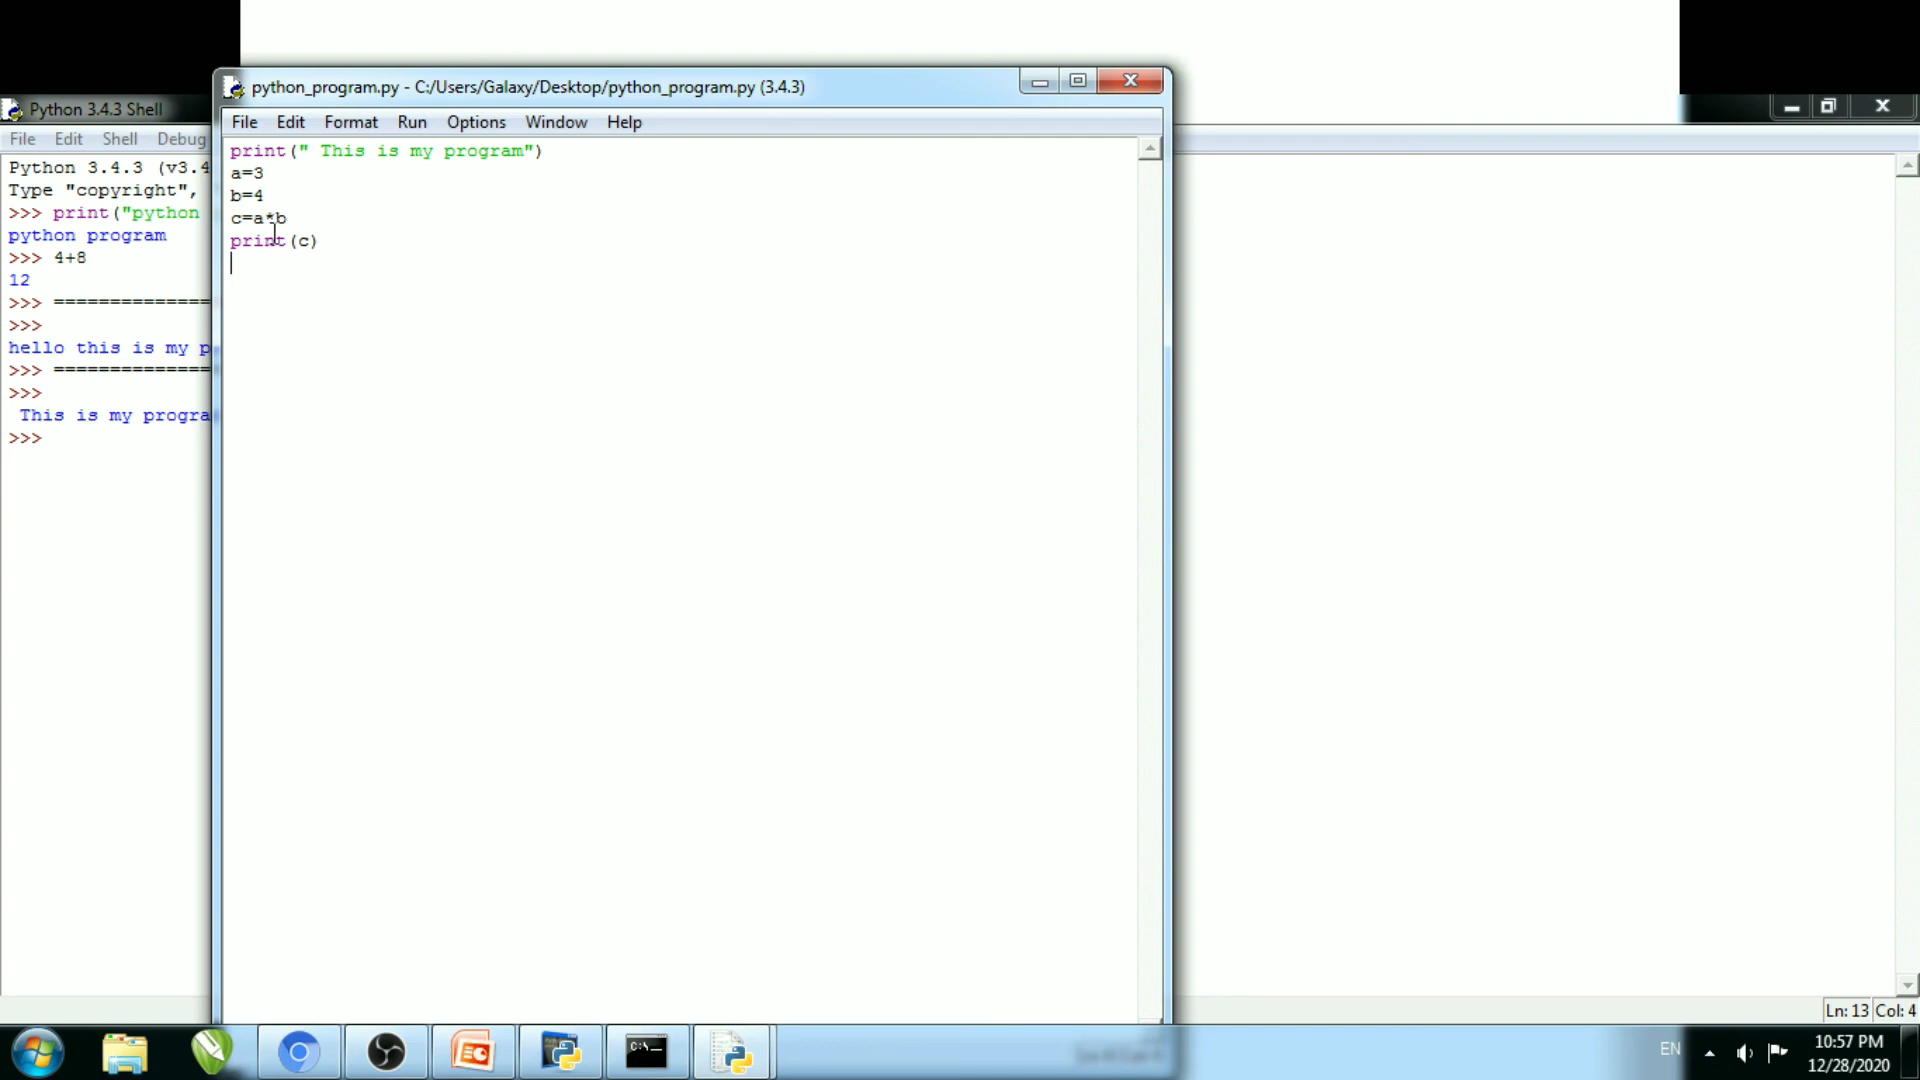 python_program.py - C:/Users/Galaxy/Desktop/python_program.py (3.4.3)
File Edit Format Run Options Window Help
print(" This is my program")
a=3
b=4
c=a*b
print(c)
Python 3.4.3 Shell
File Edit Shell Debug
Python 3.4.3 (v3.4
Type "copyright",
>>> print("python
python program
>>> 4+8
12
>>> ==============
>>>
hello this is my p
>>> ==============
>>>
This is my progra
>>>
Ln: 13 Col: 4
C:\
EN
10:57 PM
12/28/2020